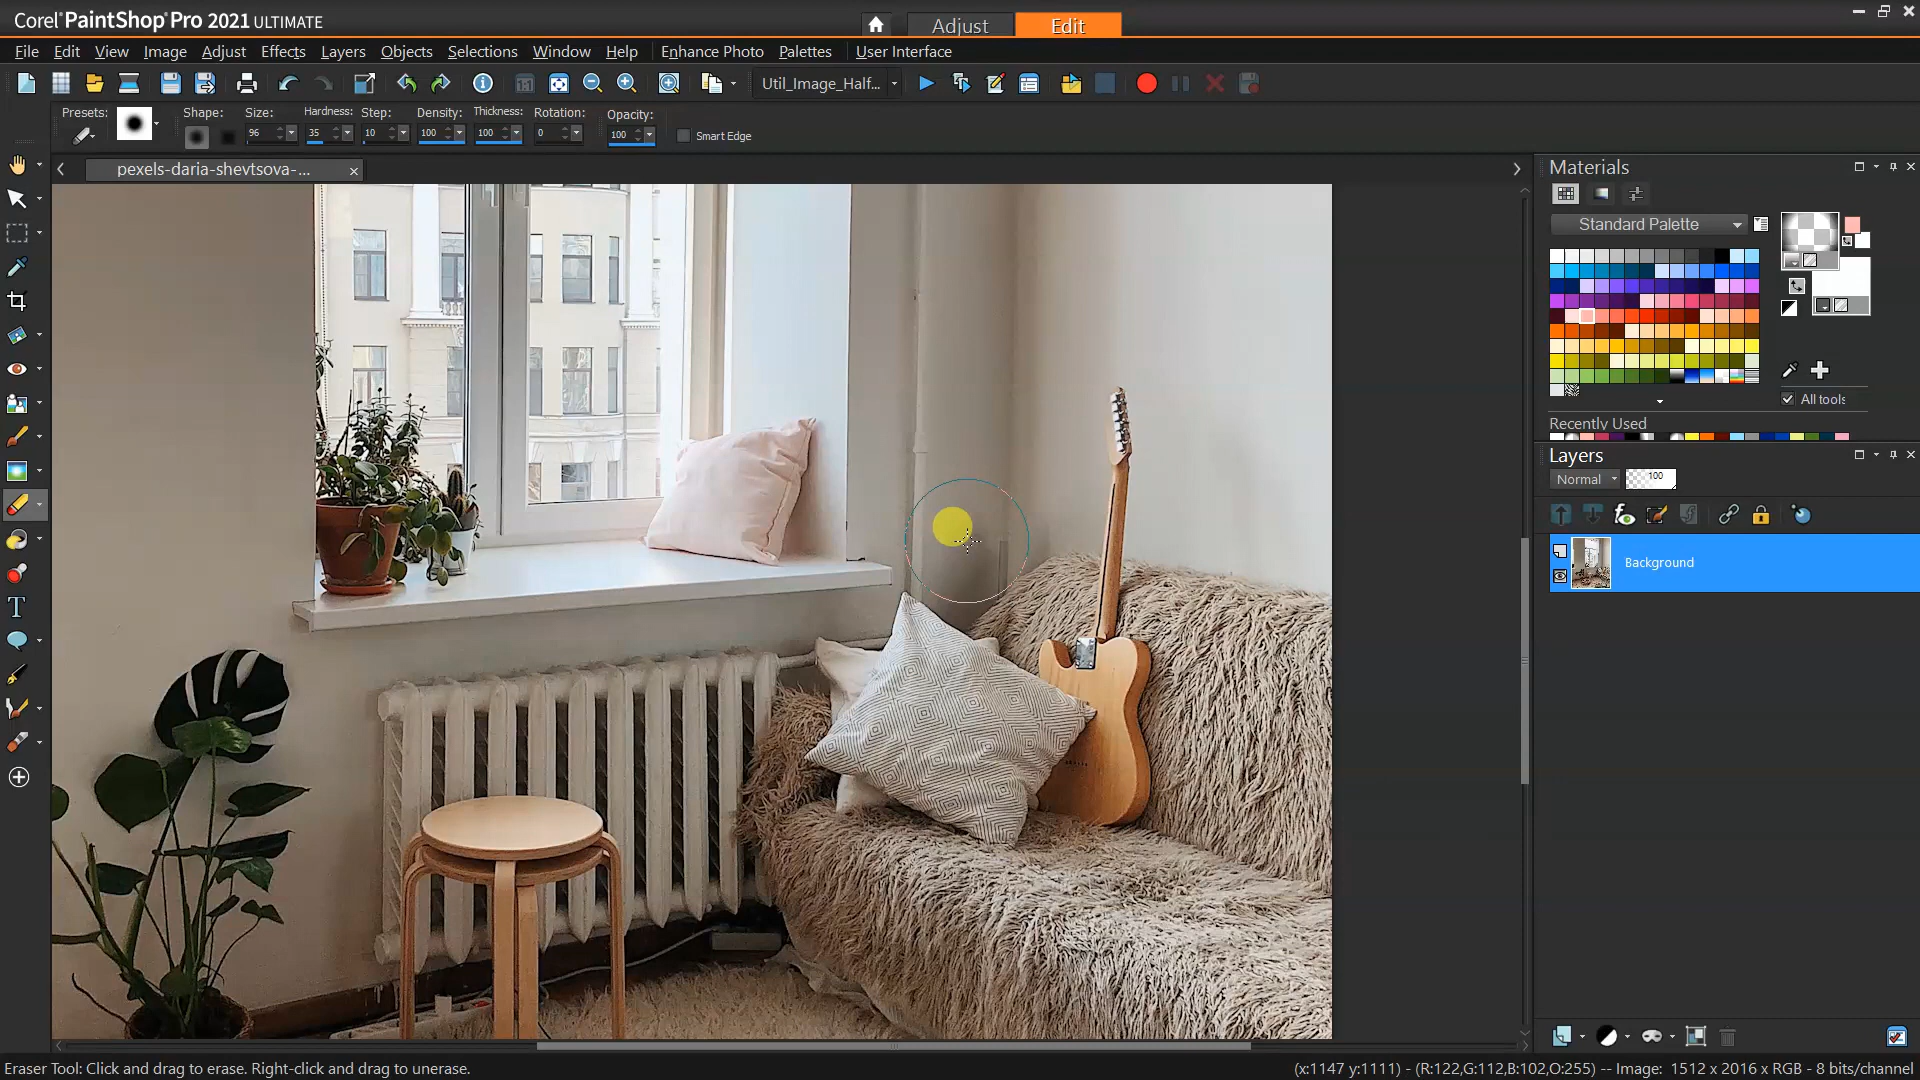 Corel® PaintShop® Pro 2021 ULTIMATE
Adjust
Edit
File Edit View Image Adjust Effects Layers Objects Selections Window Help Enhance Photo Palettes User Interface
Util_Image_Half...
Presets:
Shape:
Size:
Hardness:
Step:
Density:
Thickness:
Rotation:
Opacity:
96
35
10
100
100
0
100
Smart Edge
pexels-daria-shevtsova-...
Materials
Standard Palette
All tools
Recently Used
Layers
Normal
100
Background
Eraser Tool: Click and drag to erase. Right-click and drag to unerase.
(x:1147 y:1111) - (R:122,G:112,B:102,O:255) -- Image: 1512 x 2016 x RGB - 8 bits/channel